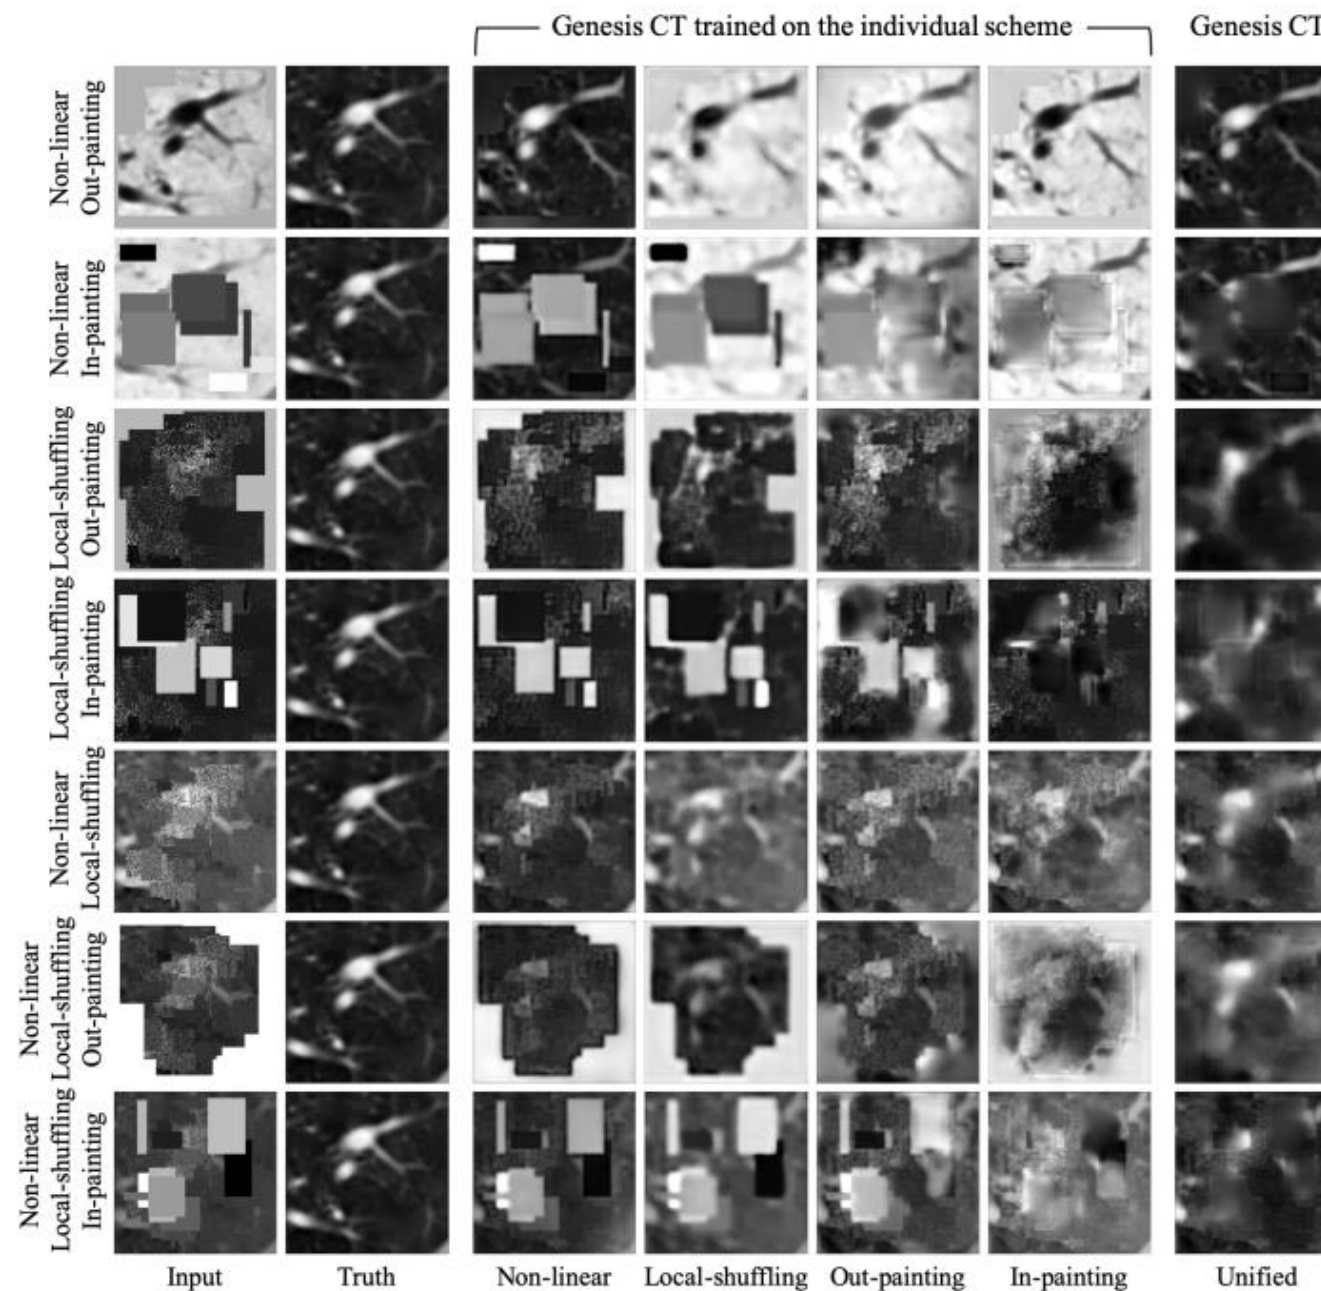 Genesis CT trained on the individual scheme
Genesis CT
Non-linear
Out-painting
Non-linear
In-painting
Local-shuffling
Out-painting
Local-shuffling
In-painting
Non-linear
Local-shuffling
Non-linear
Local-shuffling
Out-painting
Non-linear
Local-shuffling
In-painting
Input
Truth
Non-linear
Local-shuffling
Out-painting
In-painting
Unified